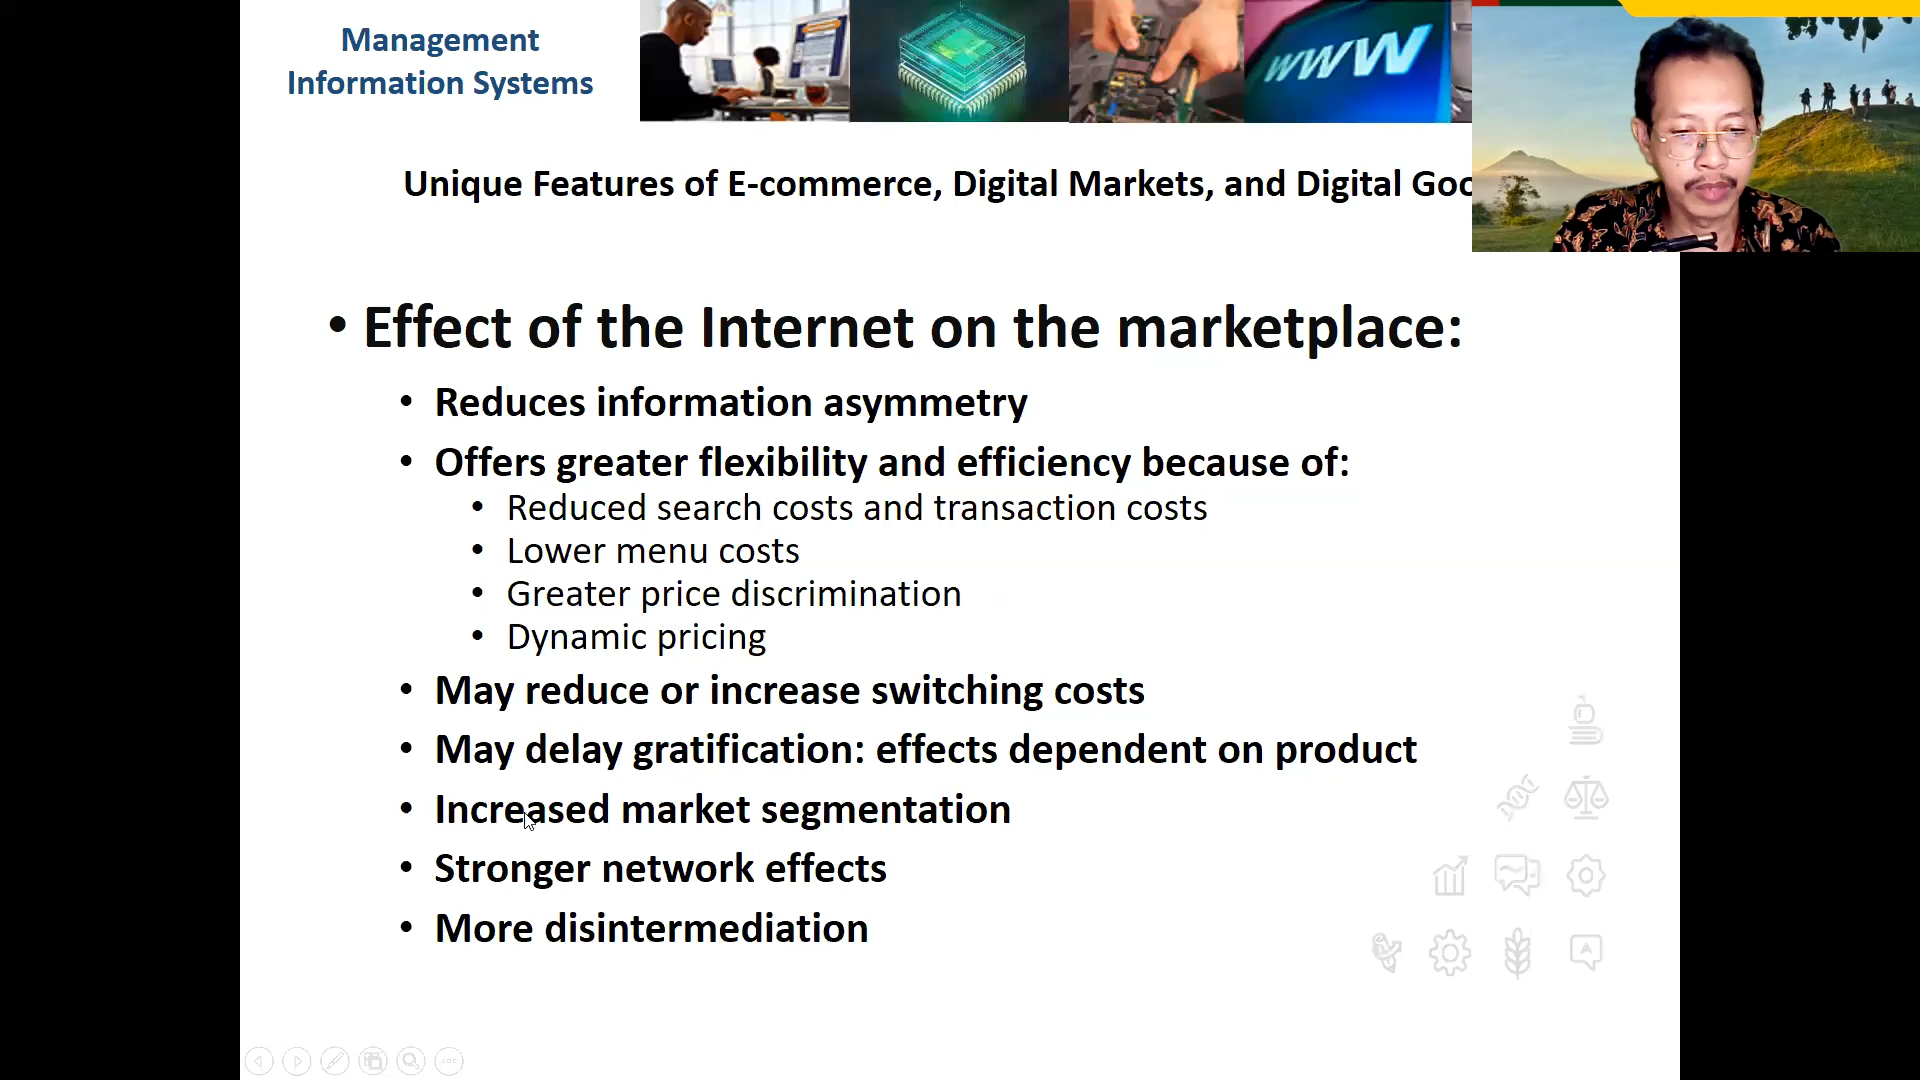 Management
Information Systems
www
Unique Features of E-commerce, Digital Markets, and Digital
• Effect of the Internet on the marketplace:
• Reduces information asymmetry
• Offers greater flexibility and efficiency because of:
• Reduced search costs and transaction costs
• Lower menu costs
• Greater price discrimination
• Dynamic pricing
• May reduce or increase switching costs
• May delay gratification: effects dependent on product
• Increased market segmentation
• Stronger network effects
• More disintermediation